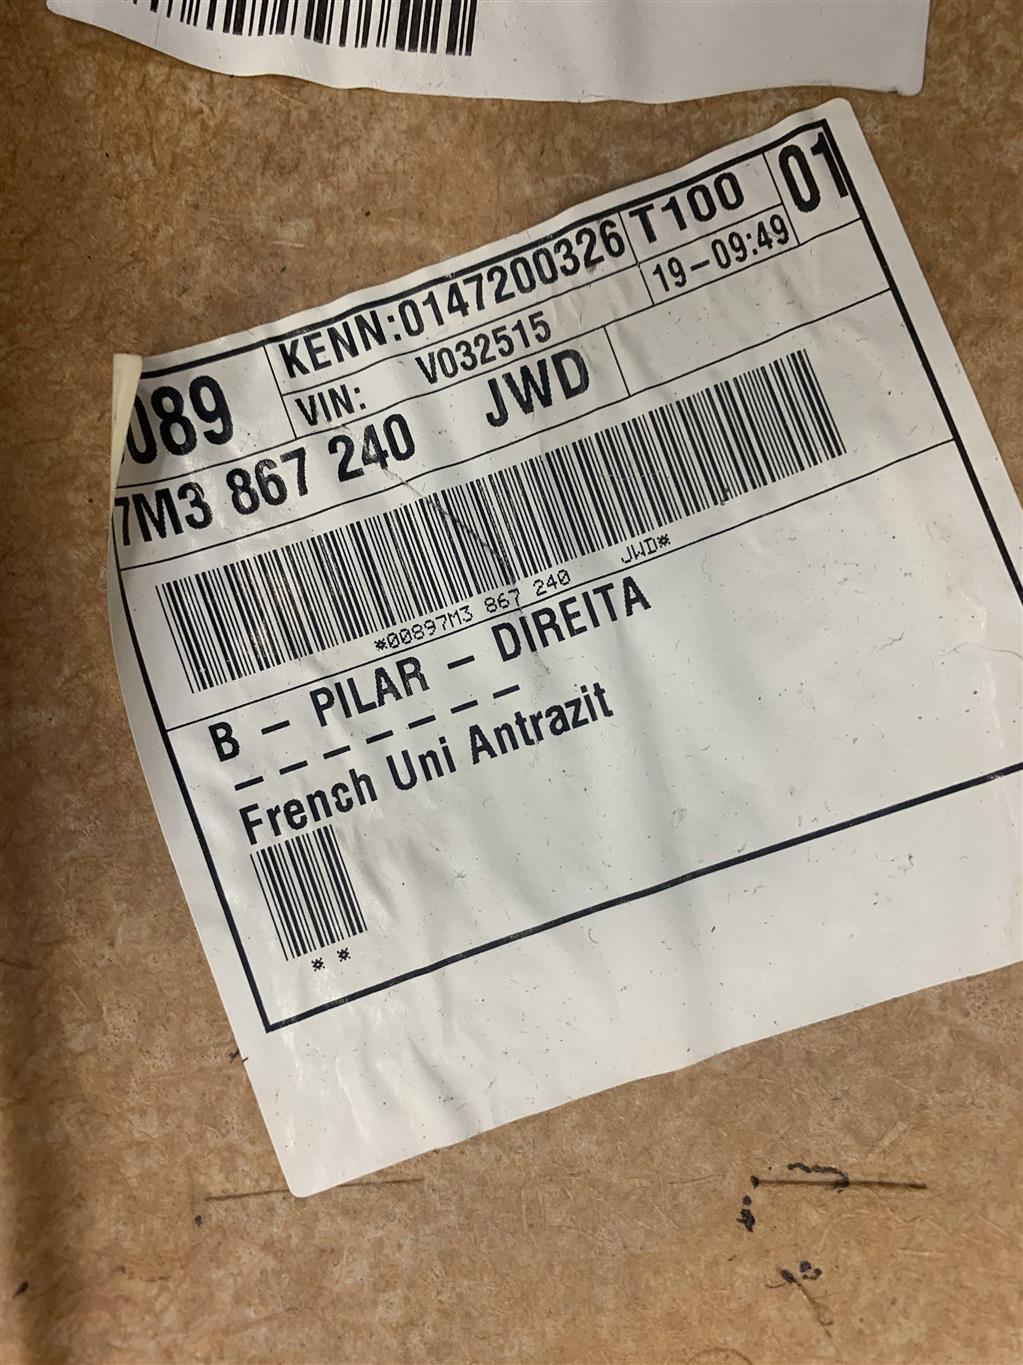 KENN:0147200326 T100 01
089 VIN: V032515 19-09:49
7M3 867 240 JWD
*00897M3 867 240 JWD*
B - PILAR - DIREITA
- - - - - - -
French Uni Antrazit
* *